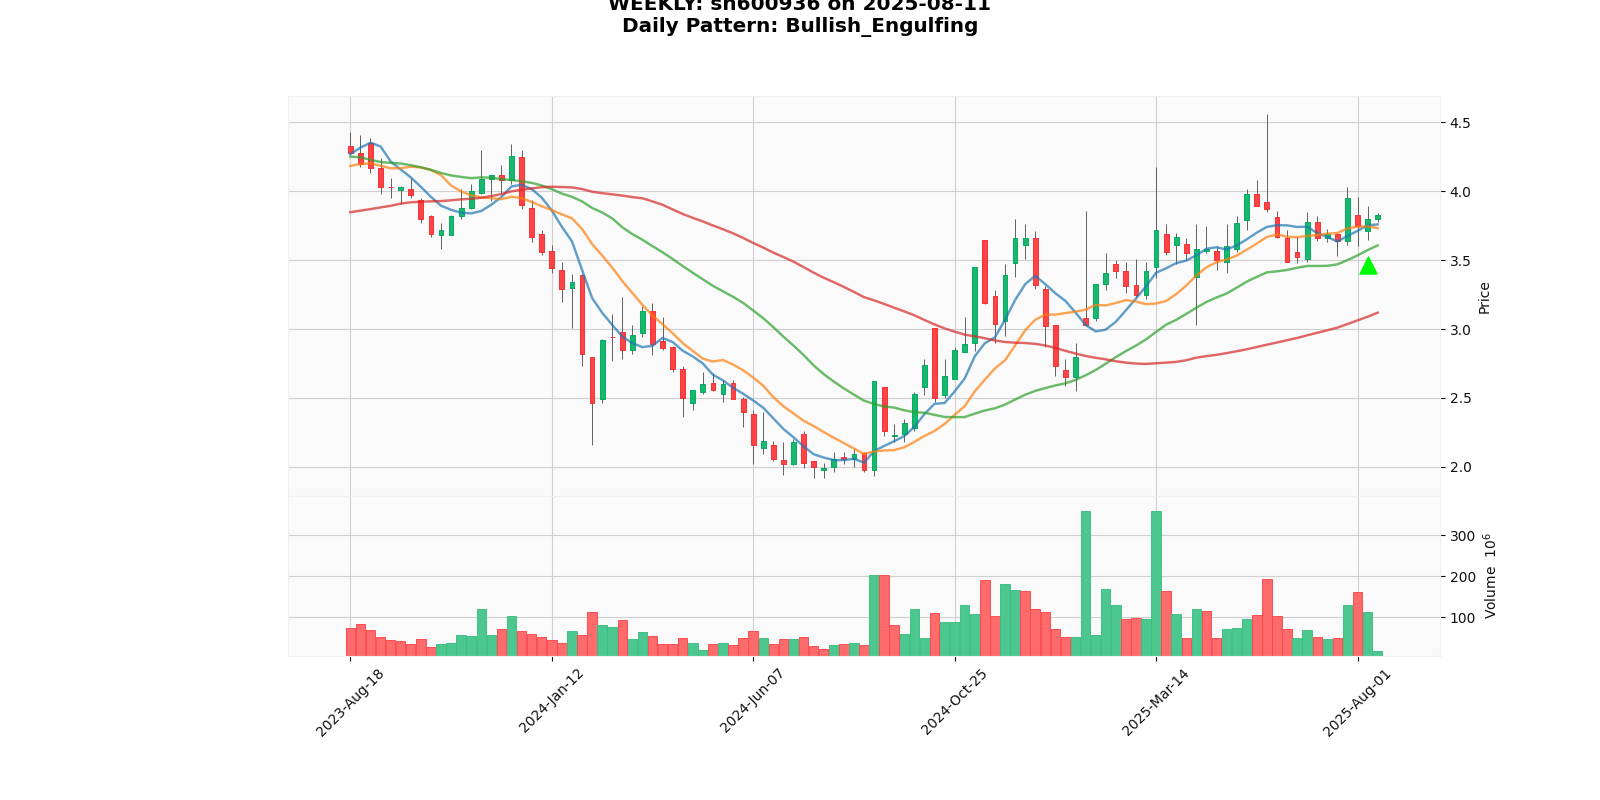 WEEKLY: sh600936 on 2025-08-11
Daily Pattern: Bullish_Engulfing
4.5
4.0
3.5
3.0
2.5
2.0
Price
300
200
100
Volume 10⁶
2023-Aug-18
2024-Jan-12
2024-Jun-07
2024-Oct-25
2025-Mar-14
2025-Aug-01